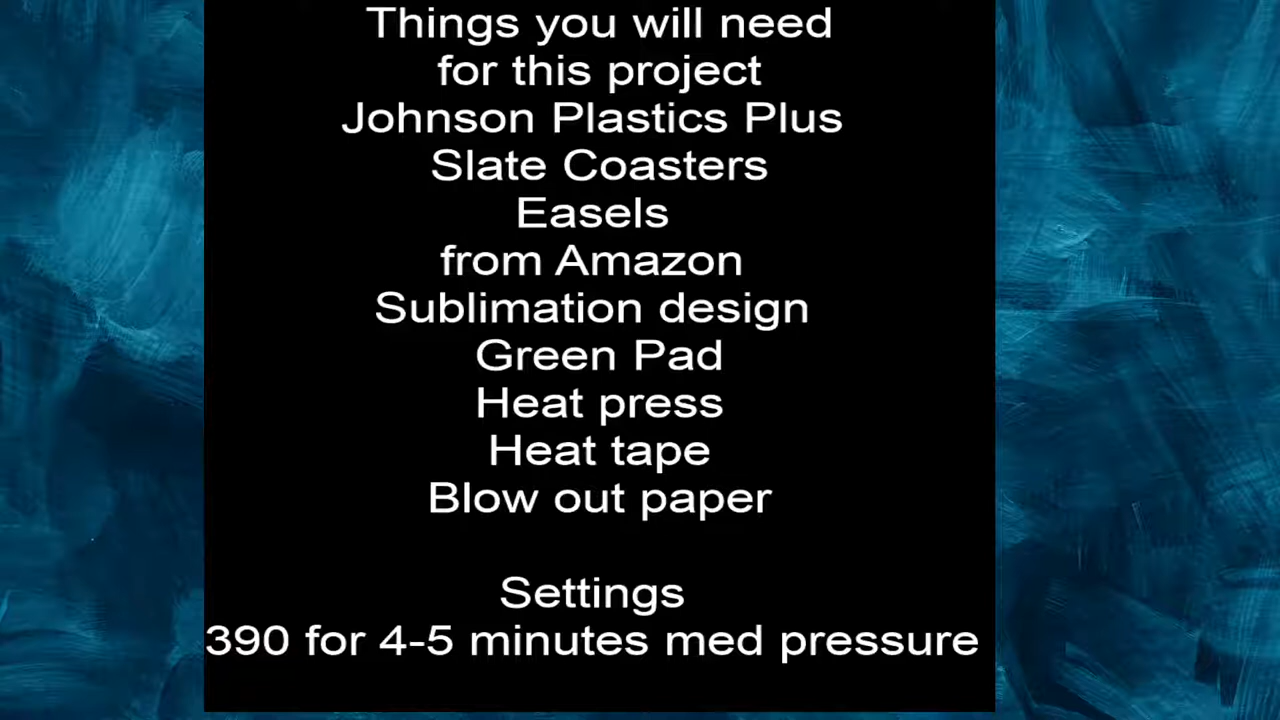 Things you will need
for this project
Johnson Plastics Plus
Slate Coasters
Easels
from Amazon
Sublimation design
Green Pad
Heat press
Heat tape
Blow out paper
Settings
390 for 4-5 minutes med pressure